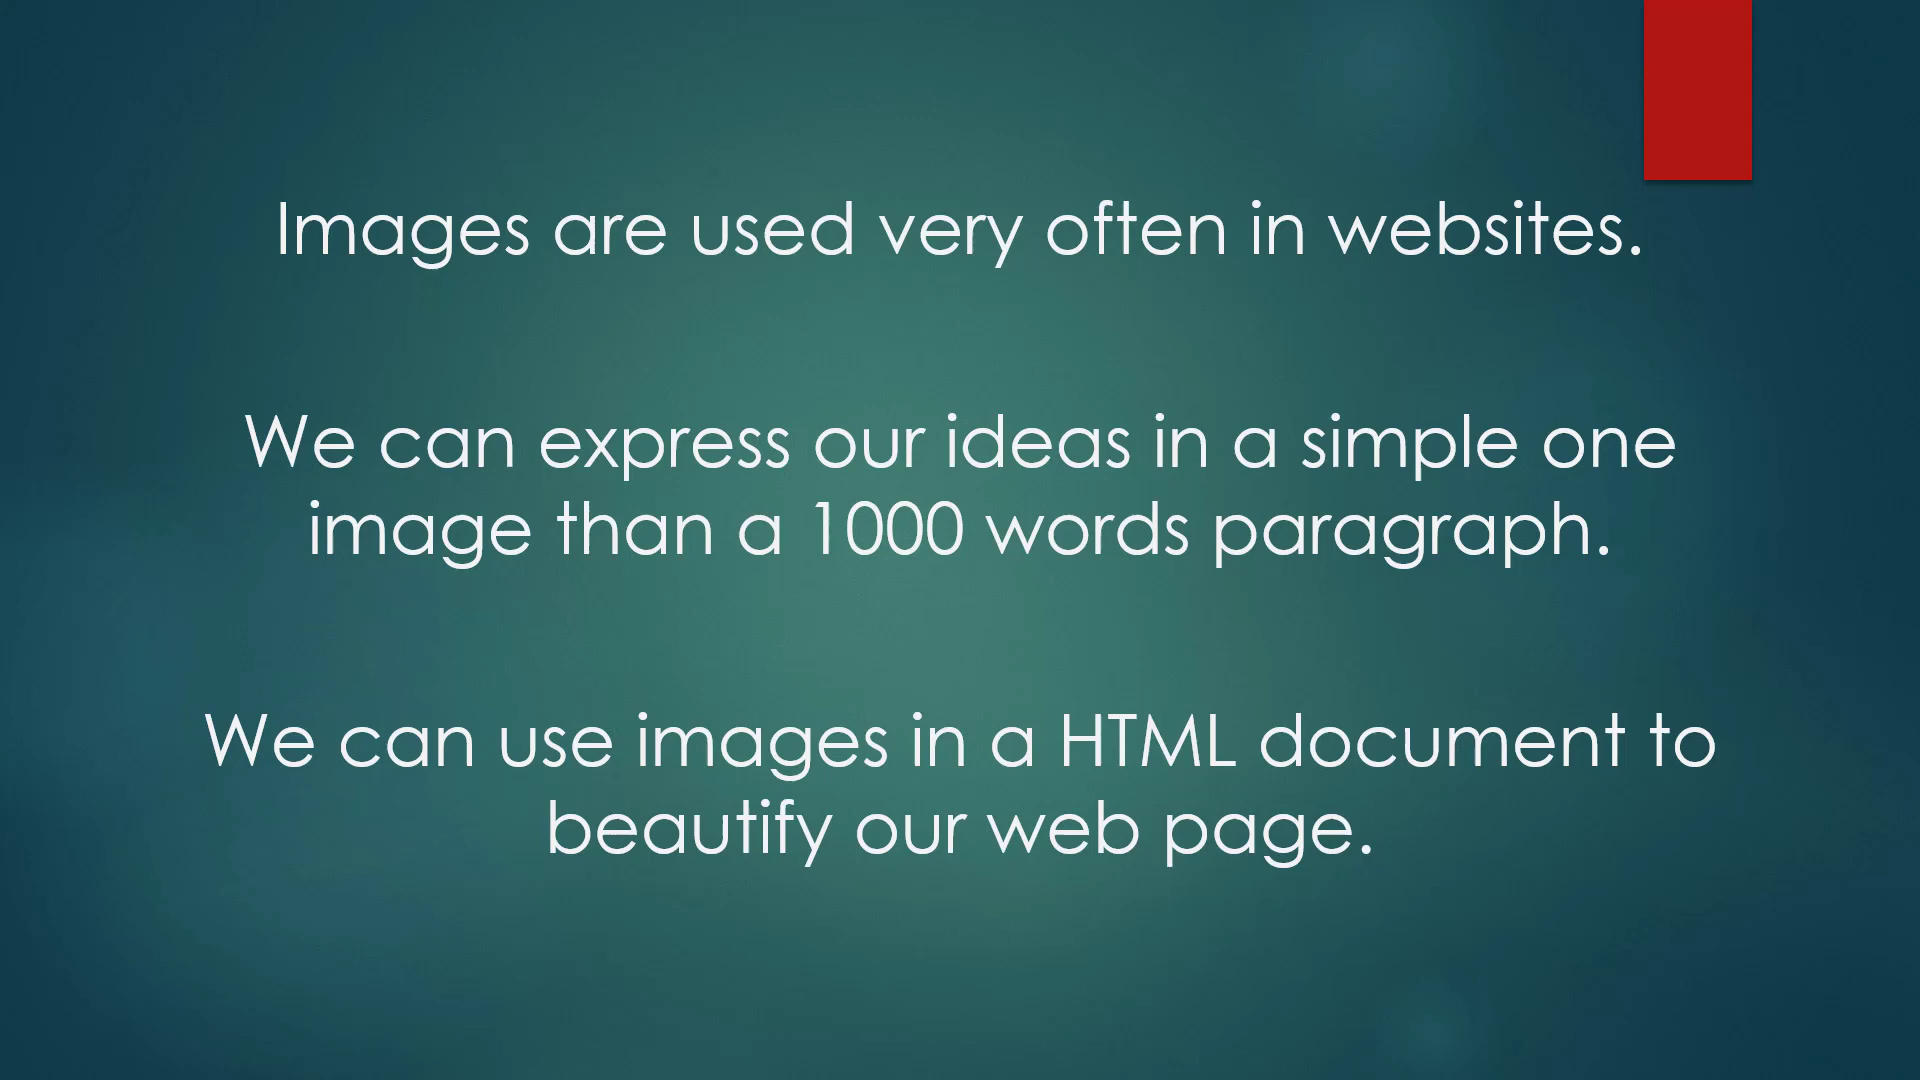 Images are used very often in websites.
We can express our ideas in a simple one
image than a 1000 words paragraph.
We can use images in a HTML document to
beautify our web page.